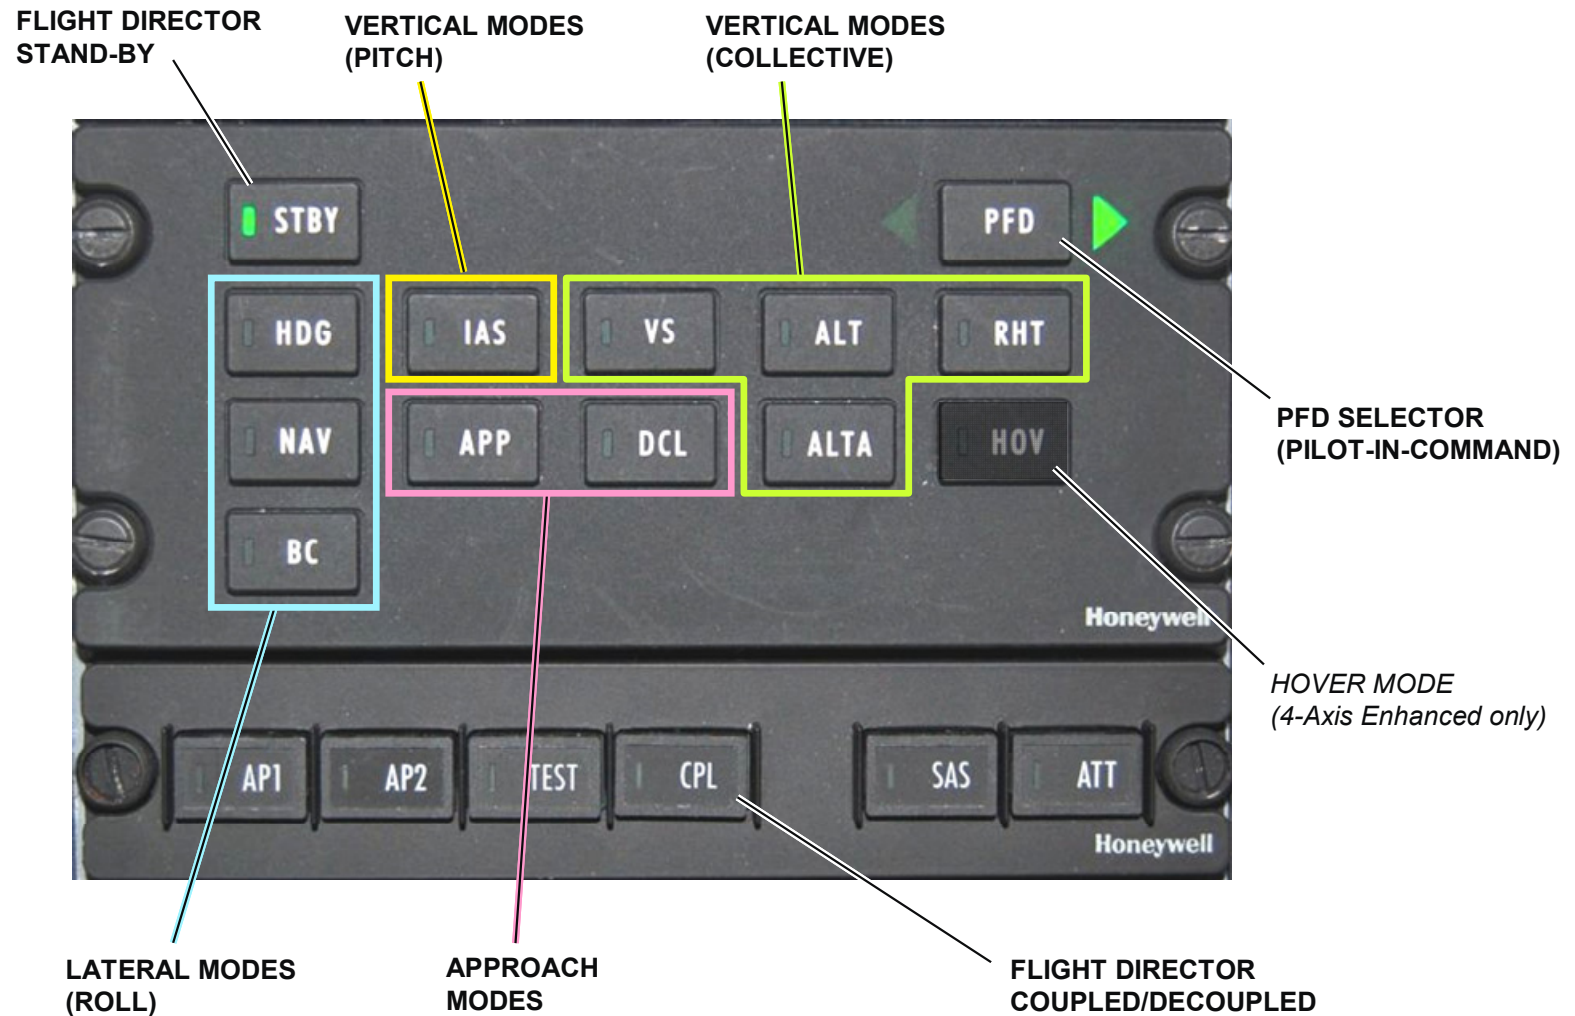 FLIGHT DIRECTOR
STAND-BY
VERTICAL MODES
(PITCH)
VERTICAL MODES
(COLLECTIVE)
STBY
PFD
HDG
IAS
VS
ALT
RHT
NAV
APP
DCL
ALTA
HOV
BC
PFD SELECTOR
(PILOT-IN-COMMAND)
Honeywell
HOVER MODE
(4-Axis Enhanced only)
AP1
AP2
TEST
CPL
SAS
ATT
Honeywell
LATERAL MODES
(ROLL)
APPROACH
MODES
FLIGHT DIRECTOR
COUPLED/DECOUPLED